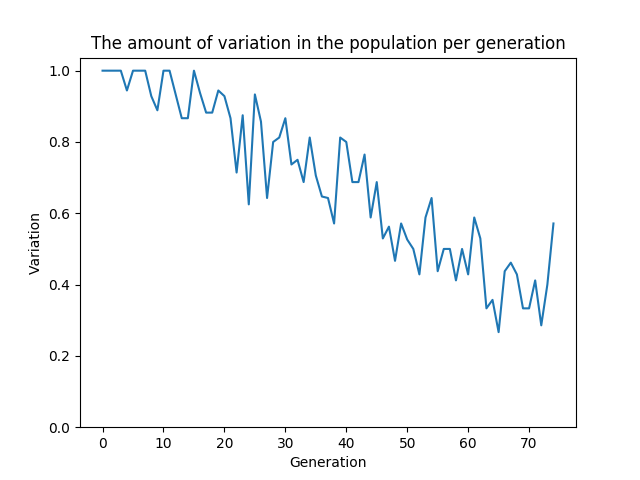 The amount of variation in the population per generation
1.0
0.8
0.6
0.4
0.2
0.0
Variation
0 10 20 30 40 50 60 70
Generation